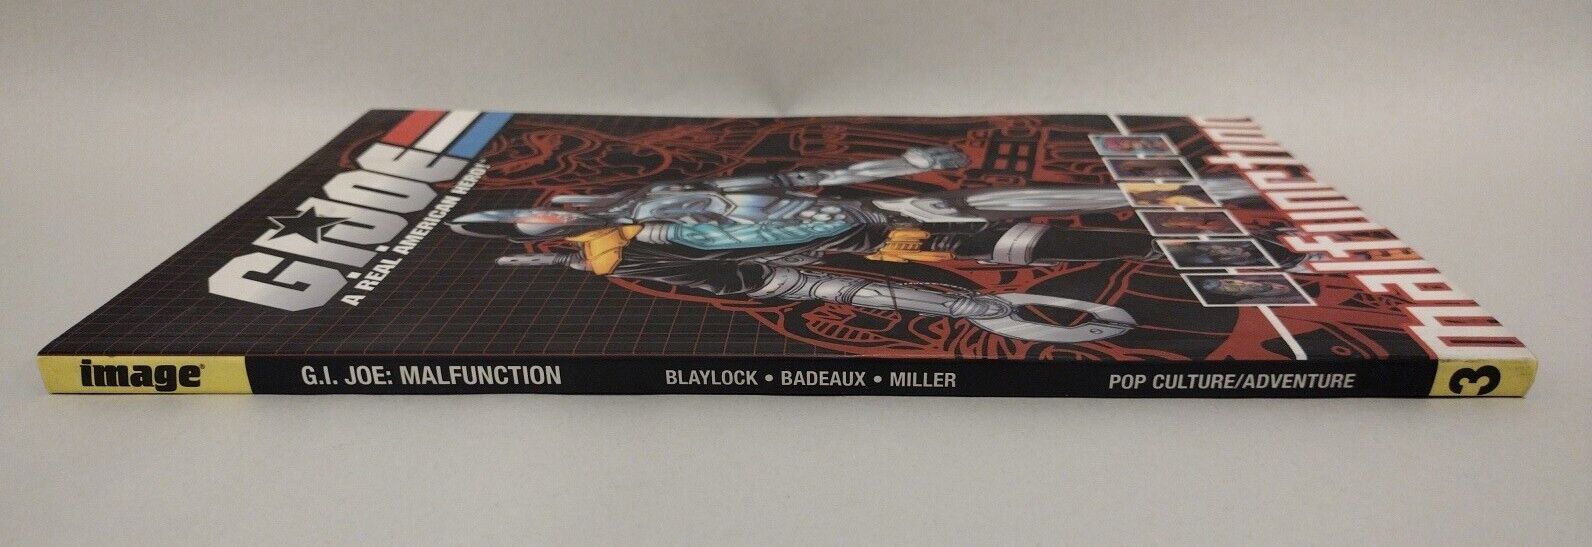 G.I. JOE
A REAL AMERICAN HERO!
malfunction
image
G.I. JOE: MALFUNCTION
BLAYLOCK • BADEAUX • MILLER
POP CULTURE/ADVENTURE
3